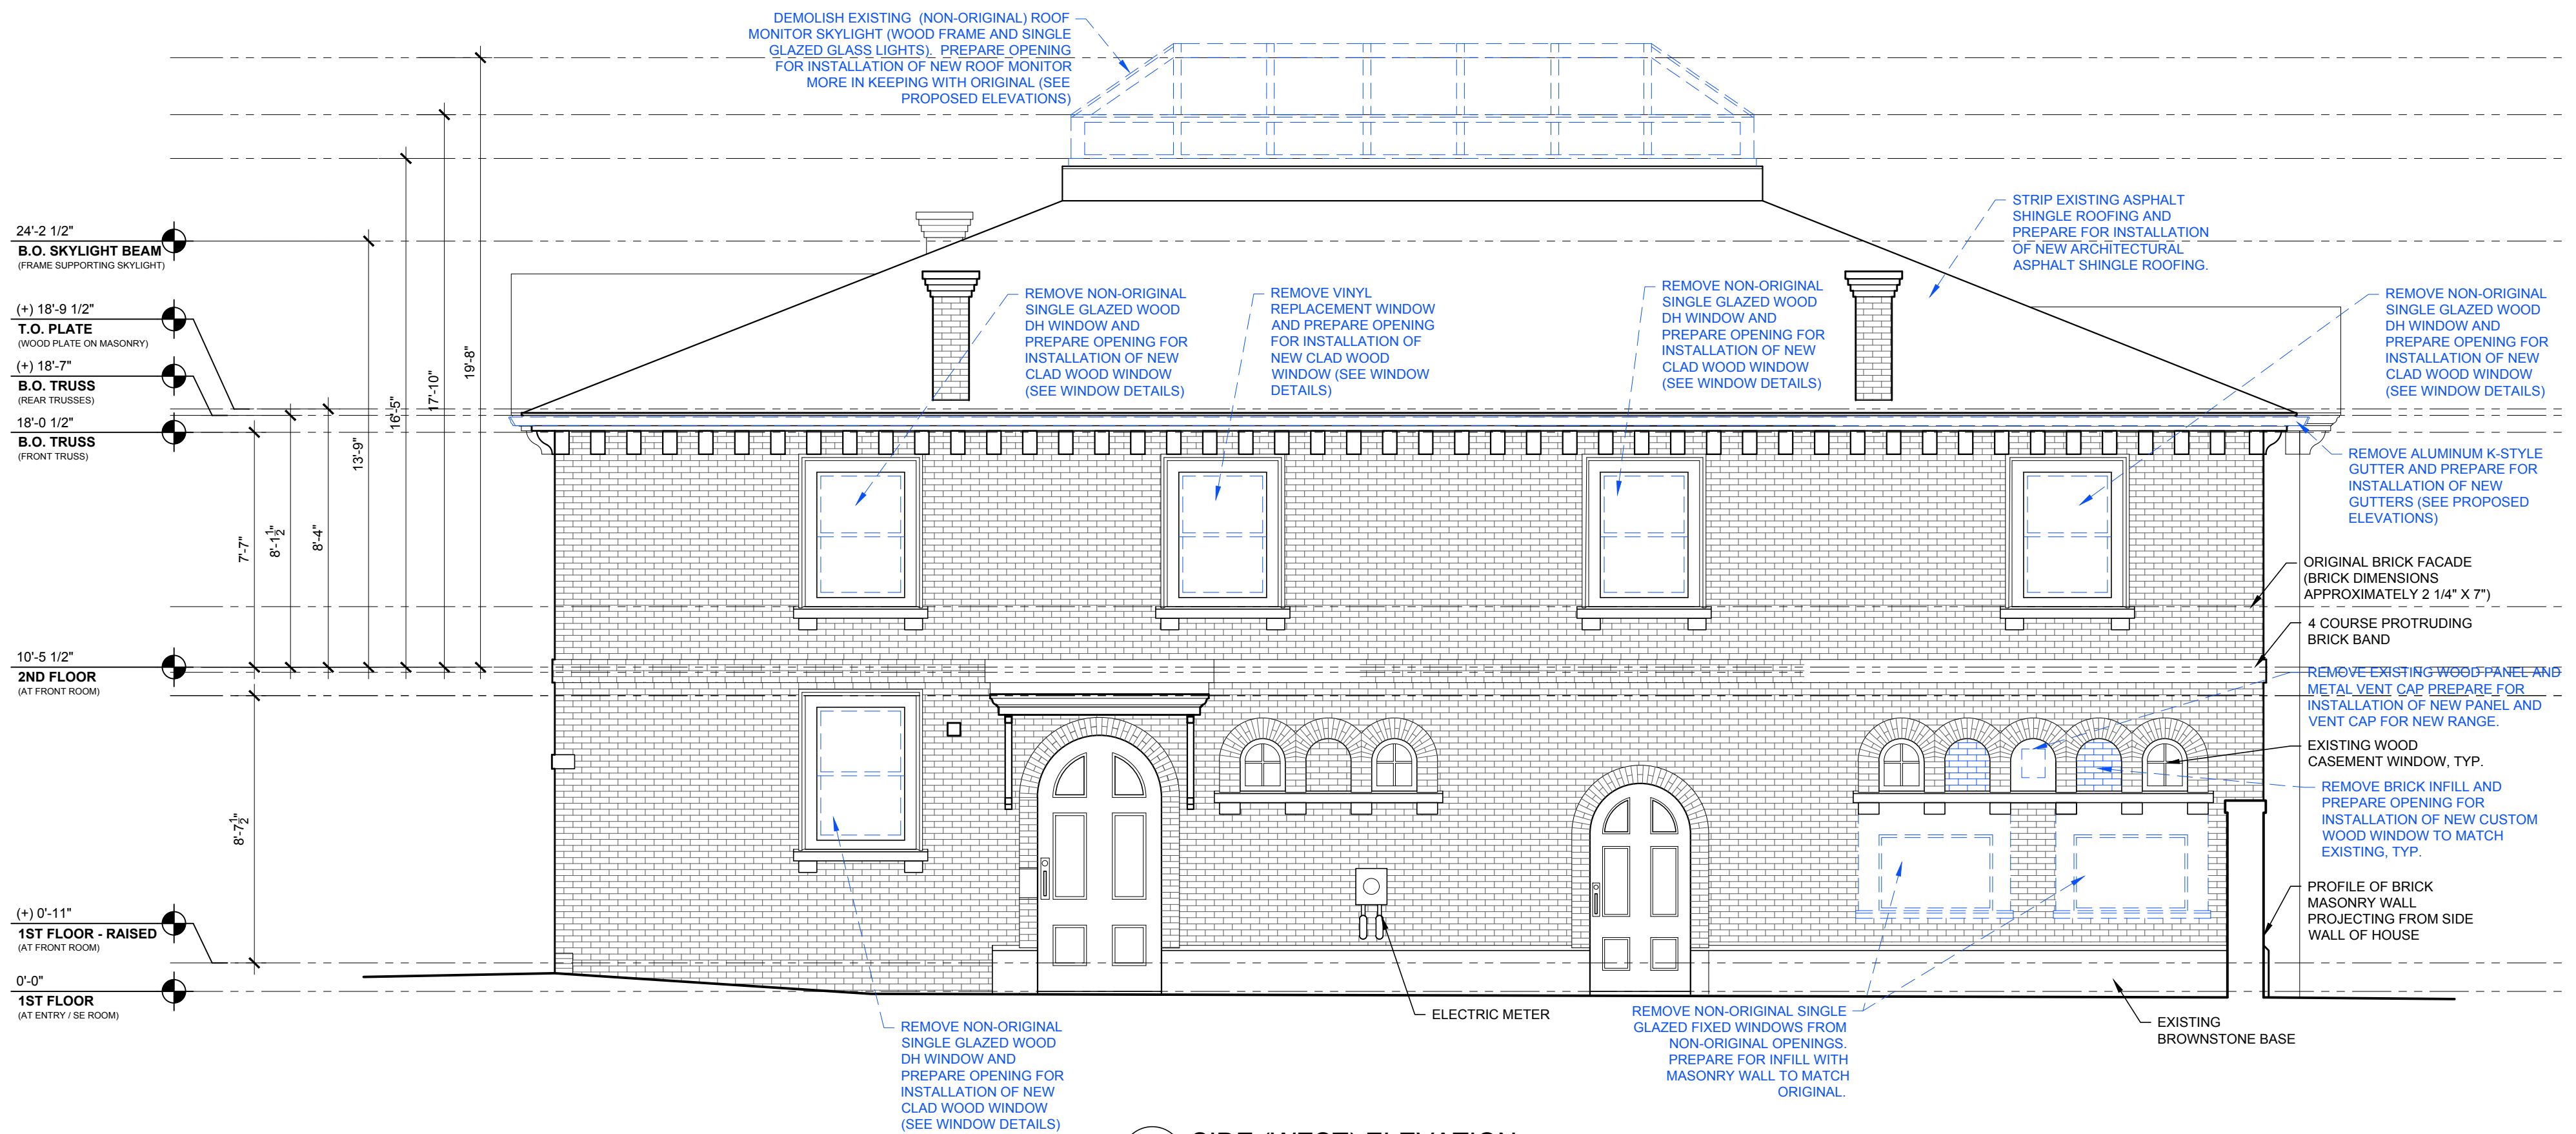 DEMOLISH EXISTING (NON-ORIGINAL) ROOF
MONITOR SKYLIGHT (WOOD FRAME AND SINGLE
GLAZED GLASS LIGHTS). PREPARE OPENING
FOR INSTALLATION OF NEW ROOF MONITOR
MORE IN KEEPING WITH ORIGINAL (SEE
PROPOSED ELEVATIONS)
STRIP EXISTING ASPHALT
SHINGLE ROOFING AND
PREPARE FOR INSTALLATION
OF NEW ARCHITECTURAL
ASPHALT SHINGLE ROOFING.
24'-2 1/2"
B.O. SKYLIGHT BEAM
(FRAME SUPPORTING SKYLIGHT)
(+) 18'-9 1/2"
T.O. PLATE
(WOOD PLATE ON MASONRY)
(+) 18'-7"
B.O. TRUSS
(REAR TRUSSES)
18'-0 1/2"
B.O. TRUSS
(FRONT TRUSS)
10'-5 1/2"
2ND FLOOR
(AT FRONT ROOM)
(+) 0'-11"
1ST FLOOR - RAISED
(AT FRONT ROOM)
0'-0"
1ST FLOOR
(AT ENTRY / SE ROOM)
7'-7"
8'-1 1/2"
8'-4"
13'-9"
16'-5"
17'-10"
19'-8"
8'-7 1/2"
REMOVE NON-ORIGINAL
SINGLE GLAZED WOOD
DH WINDOW AND
PREPARE OPENING FOR
INSTALLATION OF NEW
CLAD WOOD WINDOW
(SEE WINDOW DETAILS)
REMOVE VINYL
REPLACEMENT WINDOW
AND PREPARE OPENING
FOR INSTALLATION OF
NEW CLAD WOOD
WINDOW (SEE WINDOW
DETAILS)
REMOVE NON-ORIGINAL
SINGLE GLAZED WOOD
DH WINDOW AND
PREPARE OPENING FOR
INSTALLATION OF NEW
CLAD WOOD WINDOW
(SEE WINDOW DETAILS)
REMOVE NON-ORIGINAL
SINGLE GLAZED WOOD
DH WINDOW AND
PREPARE OPENING FOR
INSTALLATION OF NEW
CLAD WOOD WINDOW
(SEE WINDOW DETAILS)
REMOVE ALUMINUM K-STYLE
GUTTER AND PREPARE FOR
INSTALLATION OF NEW
GUTTERS (SEE PROPOSED
ELEVATIONS)
ORIGINAL BRICK FACADE
(BRICK DIMENSIONS
APPROXIMATELY 2 1/4" X 7")
4 COURSE PROTRUDING
BRICK BAND
REMOVE EXISTING WOOD PANEL AND
METAL VENT CAP PREPARE FOR
INSTALLATION OF NEW PANEL AND
VENT CAP FOR NEW RANGE.
EXISTING WOOD
CASEMENT WINDOW, TYP.
REMOVE BRICK INFILL AND
PREPARE OPENING FOR
INSTALLATION OF NEW CUSTOM
WOOD WINDOW TO MATCH
EXISTING, TYP.
PROFILE OF BRICK
MASONRY WALL
PROJECTING FROM SIDE
WALL OF HOUSE
EXISTING
BROWNSTONE BASE
REMOVE NON-ORIGINAL SINGLE
GLAZED FIXED WINDOWS FROM
NON-ORIGINAL OPENINGS.
PREPARE FOR INFILL WITH
MASONRY WALL TO MATCH
ORIGINAL.
ELECTRIC METER
REMOVE NON-ORIGINAL
SINGLE GLAZED WOOD
DH WINDOW AND
PREPARE OPENING FOR
INSTALLATION OF NEW
CLAD WOOD WINDOW
(SEE WINDOW DETAILS)
SIDE (WEST) ELEVATION